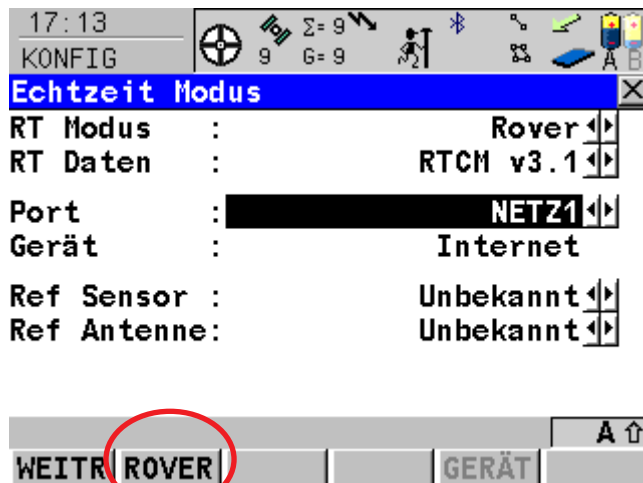 17:13
KONFIG
9 Σ= 9
G= 9
A B
Echtzeit Modus
RT Modus : Rover
RT Daten : RTCM v3.1
Port : NETZ1
Gerät : Internet
Ref Sensor : Unbekannt
Ref Antenne: Unbekannt
A
WEITR ROVER GERÄT